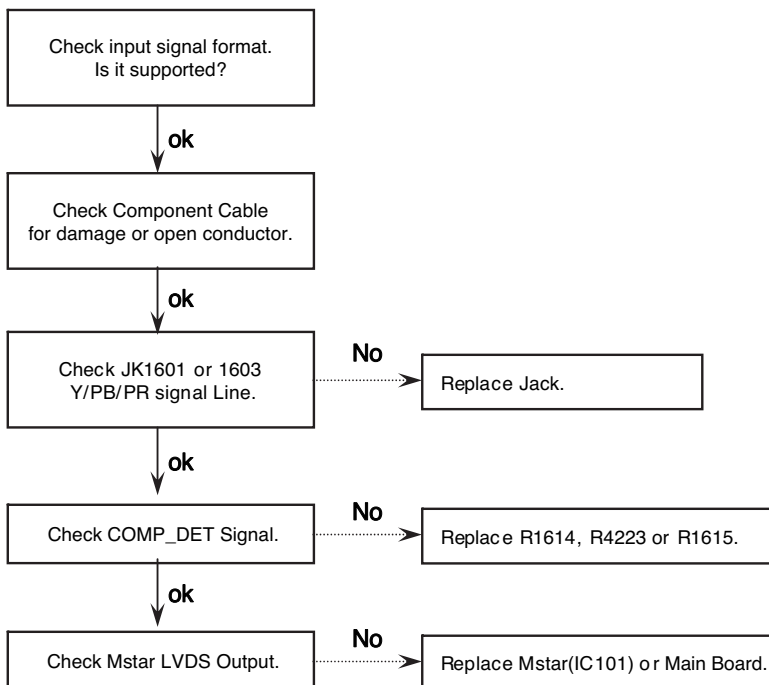 Check input signal format.
Is it supported?
ok
Check Component Cable
for damage or open conductor.
ok
Check JK1601 or 1603
Y/PB/PR signal Line.
No
Replace Jack.
ok
Check COMP_DET Signal.
No
Replace R1614, R4223 or R1615.
ok
Check Mstar LVDS Output.
No
Replace Mstar(IC101) or Main Board.